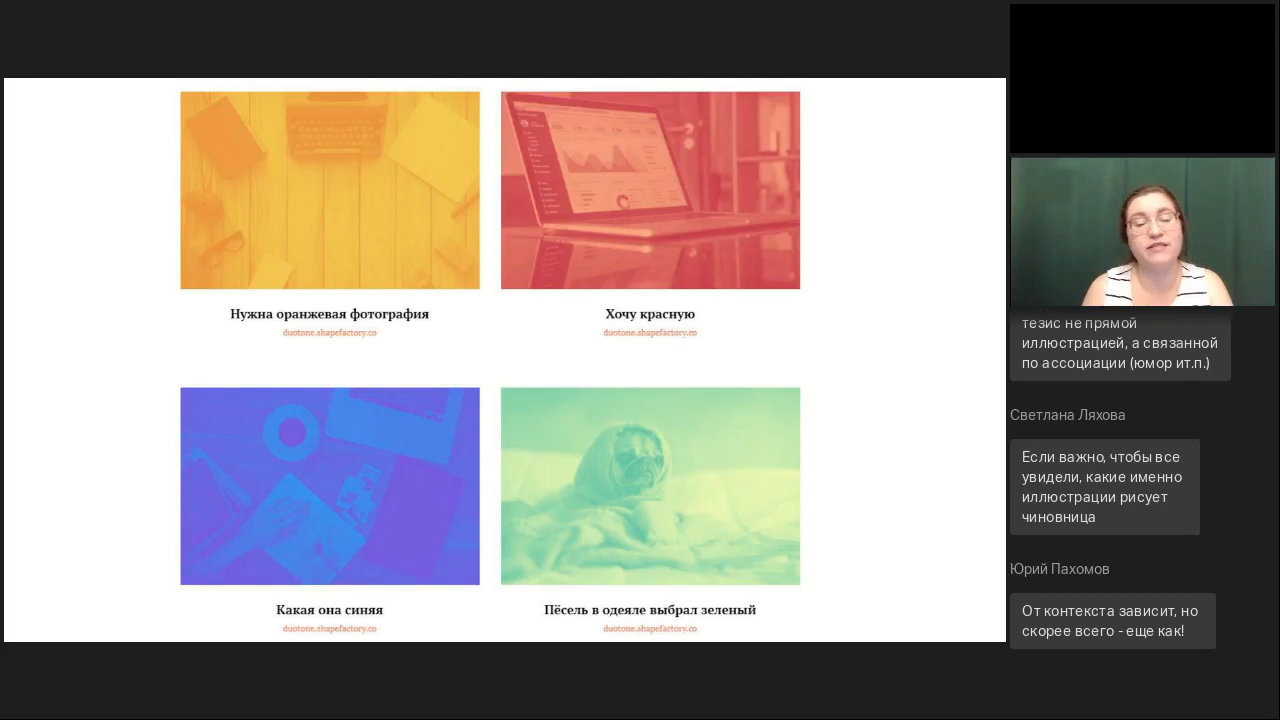 Нужна оранжевая фотография
duotone.shapefactory.co
Хочу красную
duotone.shapefactory.co
Какая она синяя
duotone.shapefactory.co
Пёсель в одеяле выбрал зеленый
duotone.shapefactory.co
тезис не прямой
иллюстрацией, а связанной
по ассоциации (юмор ит.п.)
Светлана Ляхова
Если важно, чтобы все
увидели, какие именно
иллюстрации рисует
чиновница
Юрий Пахомов
От контекста зависит, но
скорее всего - еще как!